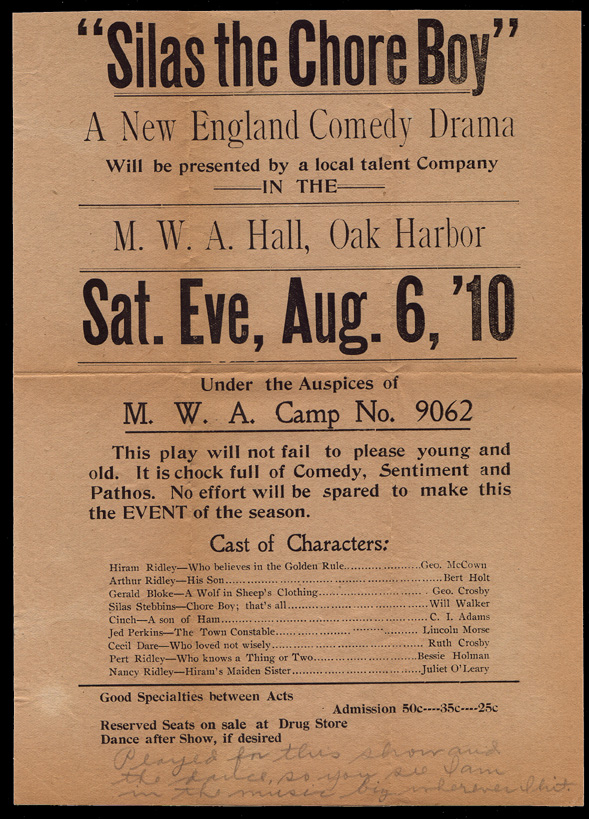 “Silas the Chore Boy”
A New England Comedy Drama
Will be presented by a local talent Company
IN THE
M. W. A. Hall, Oak Harbor
Sat. Eve, Aug. 6, ’10
Under the Auspices of
M. W. A. Camp No. 9062
This play will not fail to please young and
old. It is chock full of Comedy, Sentiment and
Pathos. No effort will be spared to make this
the EVENT of the season.
Cast of Characters:
Hiram Ridley—Who believes in the Golden Rule....................Geo. McCown
Arthur Ridley—His Son............................................................Bert Holt
Gerald Bloke—A Wolf in Sheep's Clothing............................. Geo. Crosby
Silas Stebbins—Chore Boy; that's all......................................Will Walker
Cinch—A son of Ham...............................................................C. I. Adams
Jed Perkins—The Town Constable........................................ Lincoln Morse
Cecil Dare—Who loved not wisely.......................................... Ruth Crosby
Pert Ridley—Who knows a Thing or Two..............................Bessie Holman
Nancy Ridley—Hiram's Maiden Sister...................................Juliet O'Leary
Good Specialties between Acts
Admission 50c----35c----25c
Reserved Seats on sale at Drug Store
Dance after Show, if desired
Played for this show and
the dance, so you see I am
in the music big wherever I hit.